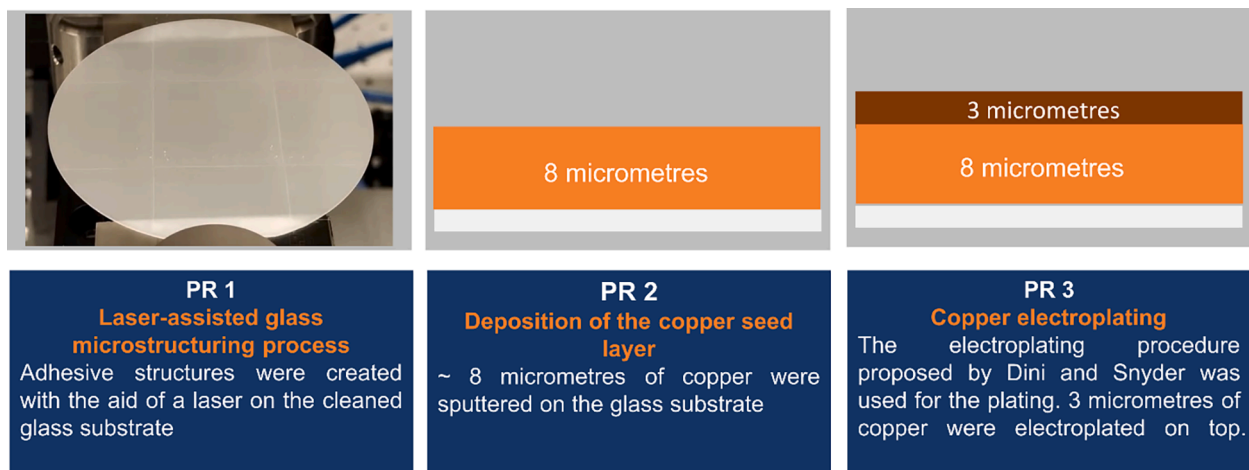 8 micrometres
3 micrometres
8 micrometres
PR 1
Laser-assisted glass
microstructuring process
Adhesive structures were created
with the aid of a laser on the cleaned
glass substrate
PR 2
Deposition of the copper seed
layer
~ 8 micrometres of copper were
sputtered on the glass substrate
PR 3
Copper electroplating
The electroplating procedure
proposed by Dini and Snyder was
used for the plating. 3 micrometres of
copper were electroplated on top.